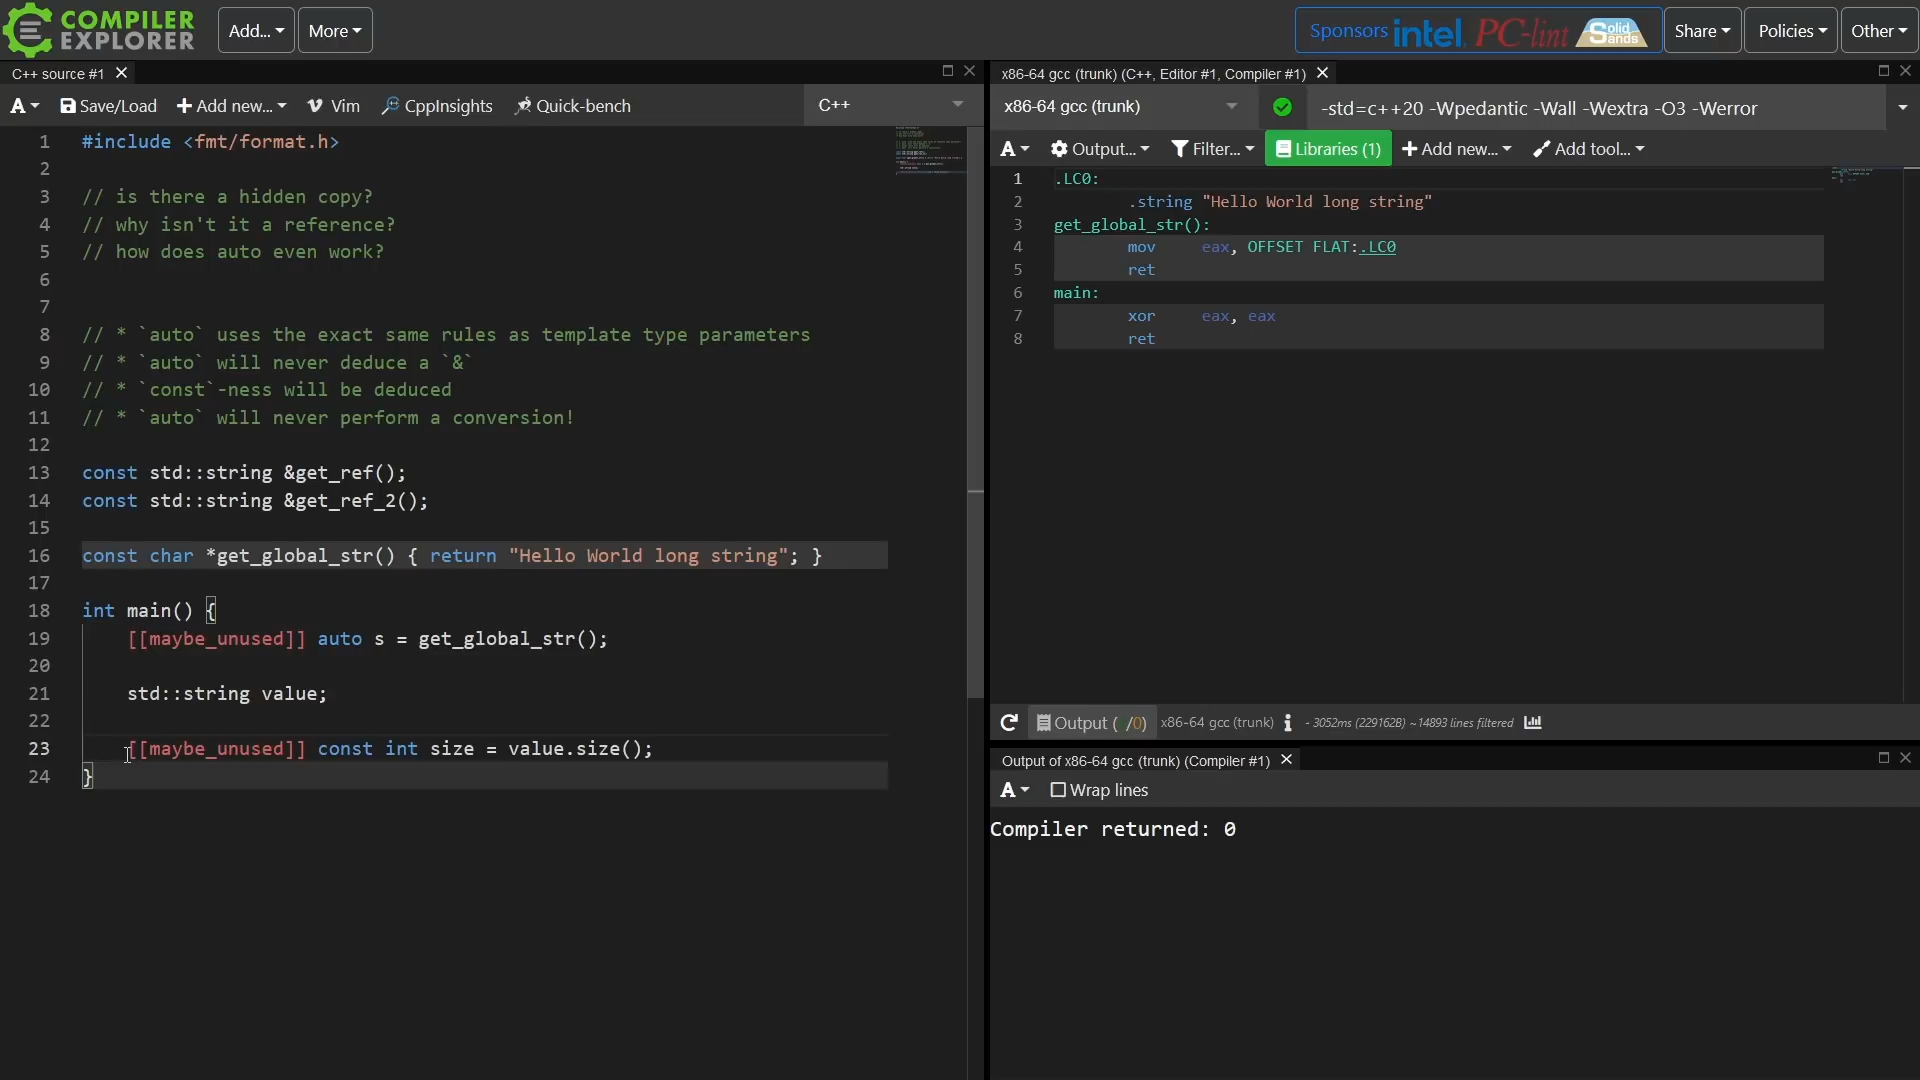 COMPILER EXPLORER Add... More Sponsors intel. PC-lint Solid Sands Share Policies Other
C++ source #1
A Save/Load Add new... Vim CppInsights Quick-bench C++
1 #include <fmt/format.h>
2
3 // is there a hidden copy?
4 // why isn't it a reference?
5 // how does auto even work?
6
7
8 // * `auto` uses the exact same rules as template type parameters
9 // * `auto` will never deduce a `&`
10 // * `const`-ness will be deduced
11 // * `auto` will never perform a conversion!
12
13 const std::string &get_ref();
14 const std::string &get_ref_2();
15
16 const char *get_global_str() { return "Hello World long string"; }
17
18 int main() {
19 [[maybe_unused]] auto s = get_global_str();
20
21 std::string value;
22
23 [[maybe_unused]] const int size = value.size();
24 }
x86-64 gcc (trunk) (C++, Editor #1, Compiler #1)
x86-64 gcc (trunk) -std=c++20 -Wpedantic -Wall -Wextra -O3 -Werror
A Output... Filter... Libraries (1) Add new... Add tool...
1 .LC0:
2 .string "Hello World long string"
3 get_global_str():
4 mov eax, OFFSET FLAT:.LC0
5 ret
6 main:
7 xor eax, eax
8 ret
Output ( /0) x86-64 gcc (trunk) i - 3052ms (229162B) ~14893 lines filtered
Output of x86-64 gcc (trunk) (Compiler #1)
A Wrap lines
Compiler returned: 0